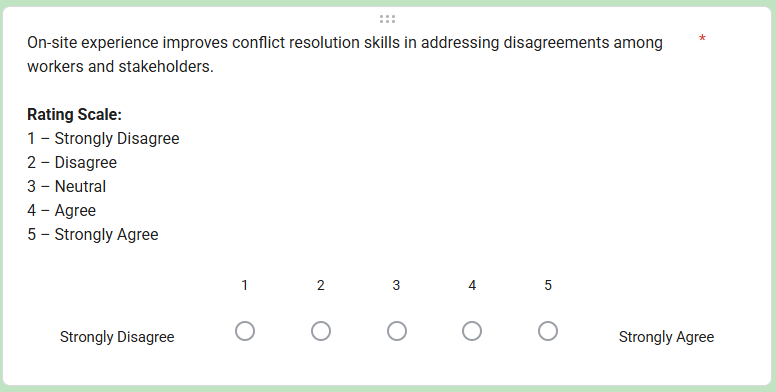 On-site experience improves conflict resolution skills in addressing disagreements among *
workers and stakeholders.
Rating Scale:
1 – Strongly Disagree
2 – Disagree
3 – Neutral
4 – Agree
5 – Strongly Agree
1 2 3 4 5
Strongly Disagree Strongly Agree